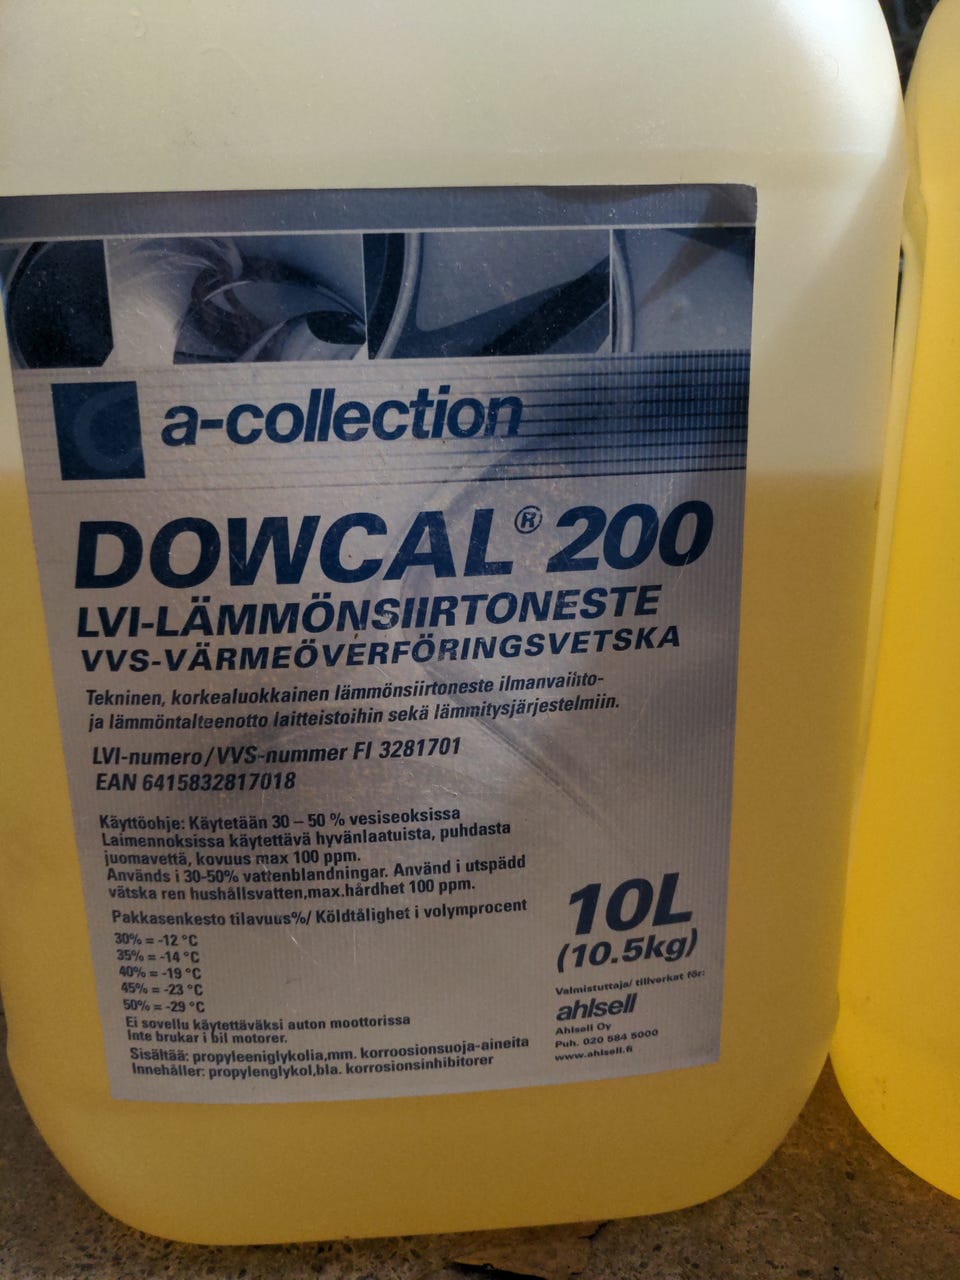 a-collection
DOWCAL® 200
LVI-LÄMMÖNSIIRTONESTE
VVS-VÄRMEÖVERFÖRINGSVETSKA
Tekninen, korkealuokkainen lämmönsiirtoneste ilmanvaihto-
ja lämmöntalteenotto laitteistoihin sekä lämmitysjärjestelmiin.
LVI-numero/VVS-nummer FI 3281701
EAN 6415832817018
Käyttöohje: Käytetään 30 – 50 % vesiseoksissa
Laimennoksissa käytettävä hyvänlaatuista, puhdasta
juomavettä, kovuus max 100 ppm.
Används i 30-50% vattenblandningar. Använd i utspädd
vätska ren hushållsvatten,max.hårdhet 100 ppm.
Pakkasenkesto tilavuus%/ Köldtålighet i volymprocent
30% = -12 °C
35% = -14 °C
40% = -19 °C
45% = -23 °C
50% = -29 °C
Ei sovellu käytettäväksi auton moottorissa
Inte brukar i bil motorer.
Sisältää: propyleeniglykolia,mm. korroosionsuoja-aineita
Innehåller: propylenglykol,bla. korrosionsinhibitorer
10L
(10.5kg)
Valmistuttaja/ tillverkat för:
ahlsell
Ahlsell Oy
Puh. 020 584 5000
www.ahlsell.fi